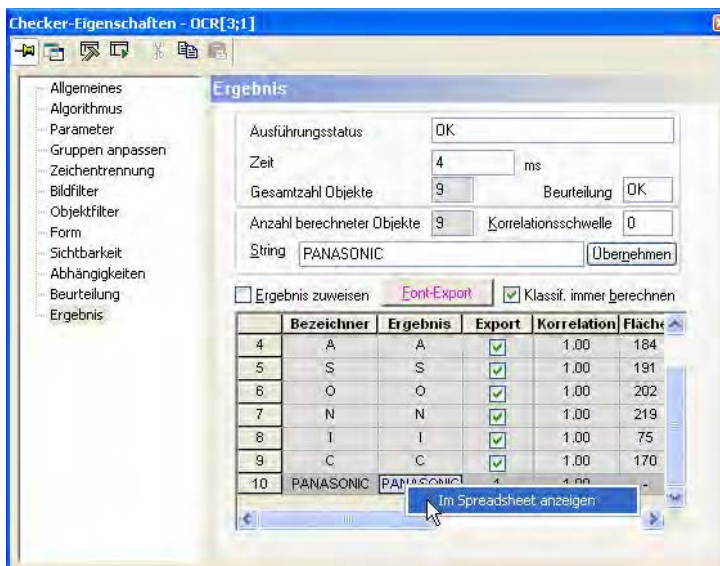 Checker-Eigenschaften - OCR[3;1]
Allgemeines
Algorithmus
Parameter
Gruppen anpassen
Zeichentrennung
Bildfilter
Objektfilter
Form
Sichtbarkeit
Abhängigkeiten
Beurteilung
Ergebnis
Ergebnis
Ausführungsstatus OK
Zeit 4 ms
Gesamtzahl Objekte 9 Beurteilung OK
Anzahl berechneter Objekte 9 Korrelationsschwelle 0
String PANASONIC Übernehmen
Ergebnis zuweisen Font-Export Klassif. immer berechnen
Bezeichner Ergebnis Export Korrelation Fläche
4 A A 1.00 184
5 S S 1.00 191
6 O O 1.00 202
7 N N 1.00 219
8 I I 1.00 75
9 C C 1.00 170
10 PANASONIC PANASONIC 1.00 -
Im Spreadsheet anzeigen